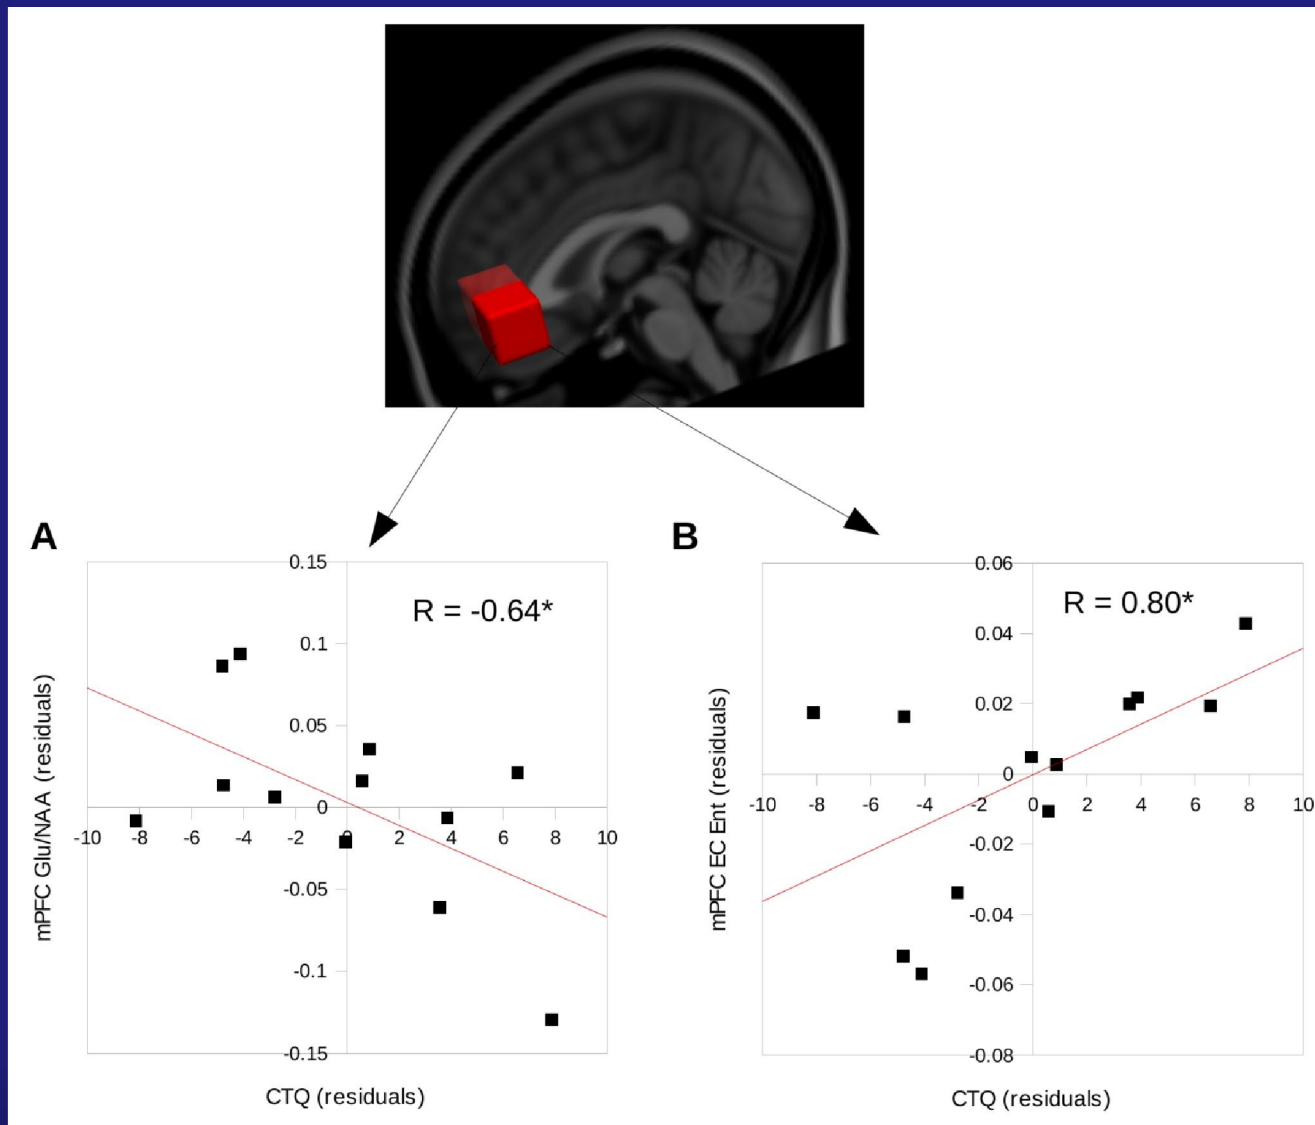 A
B
R = -0.64*
0.15
0.1
0.05
0
-0.05
-0.1
-0.15
-10 -8 -6 -4 -2 0 2 4 6 8 10
mPFC Glu/NAA (residuals)
CTQ (residuals)
R = 0.80*
0.06
0.04
0.02
0
-0.02
-0.04
-0.06
-0.08
-10 -8 -6 -4 -2 0 2 4 6 8 10
mPFC EC Ent (residuals)
CTQ (residuals)